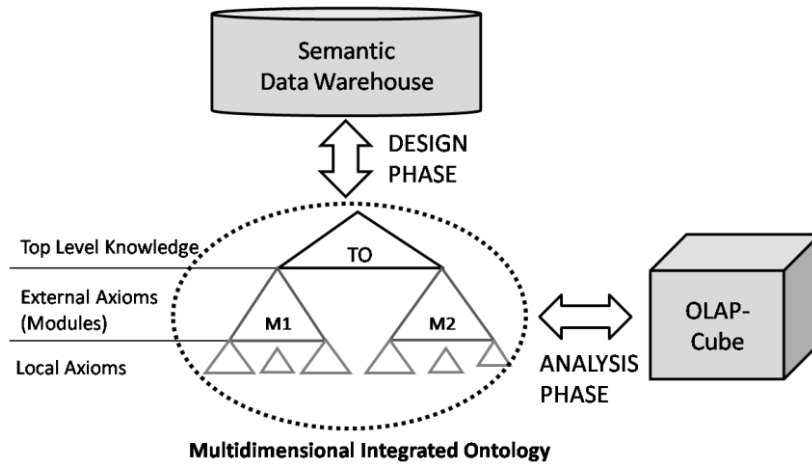 Semantic
Data Warehouse
DESIGN
PHASE
Top Level Knowledge
TO
External Axioms
(Modules)
M1
M2
OLAP-
Cube
Local Axioms
ANALYSIS
PHASE
Multidimensional Integrated Ontology